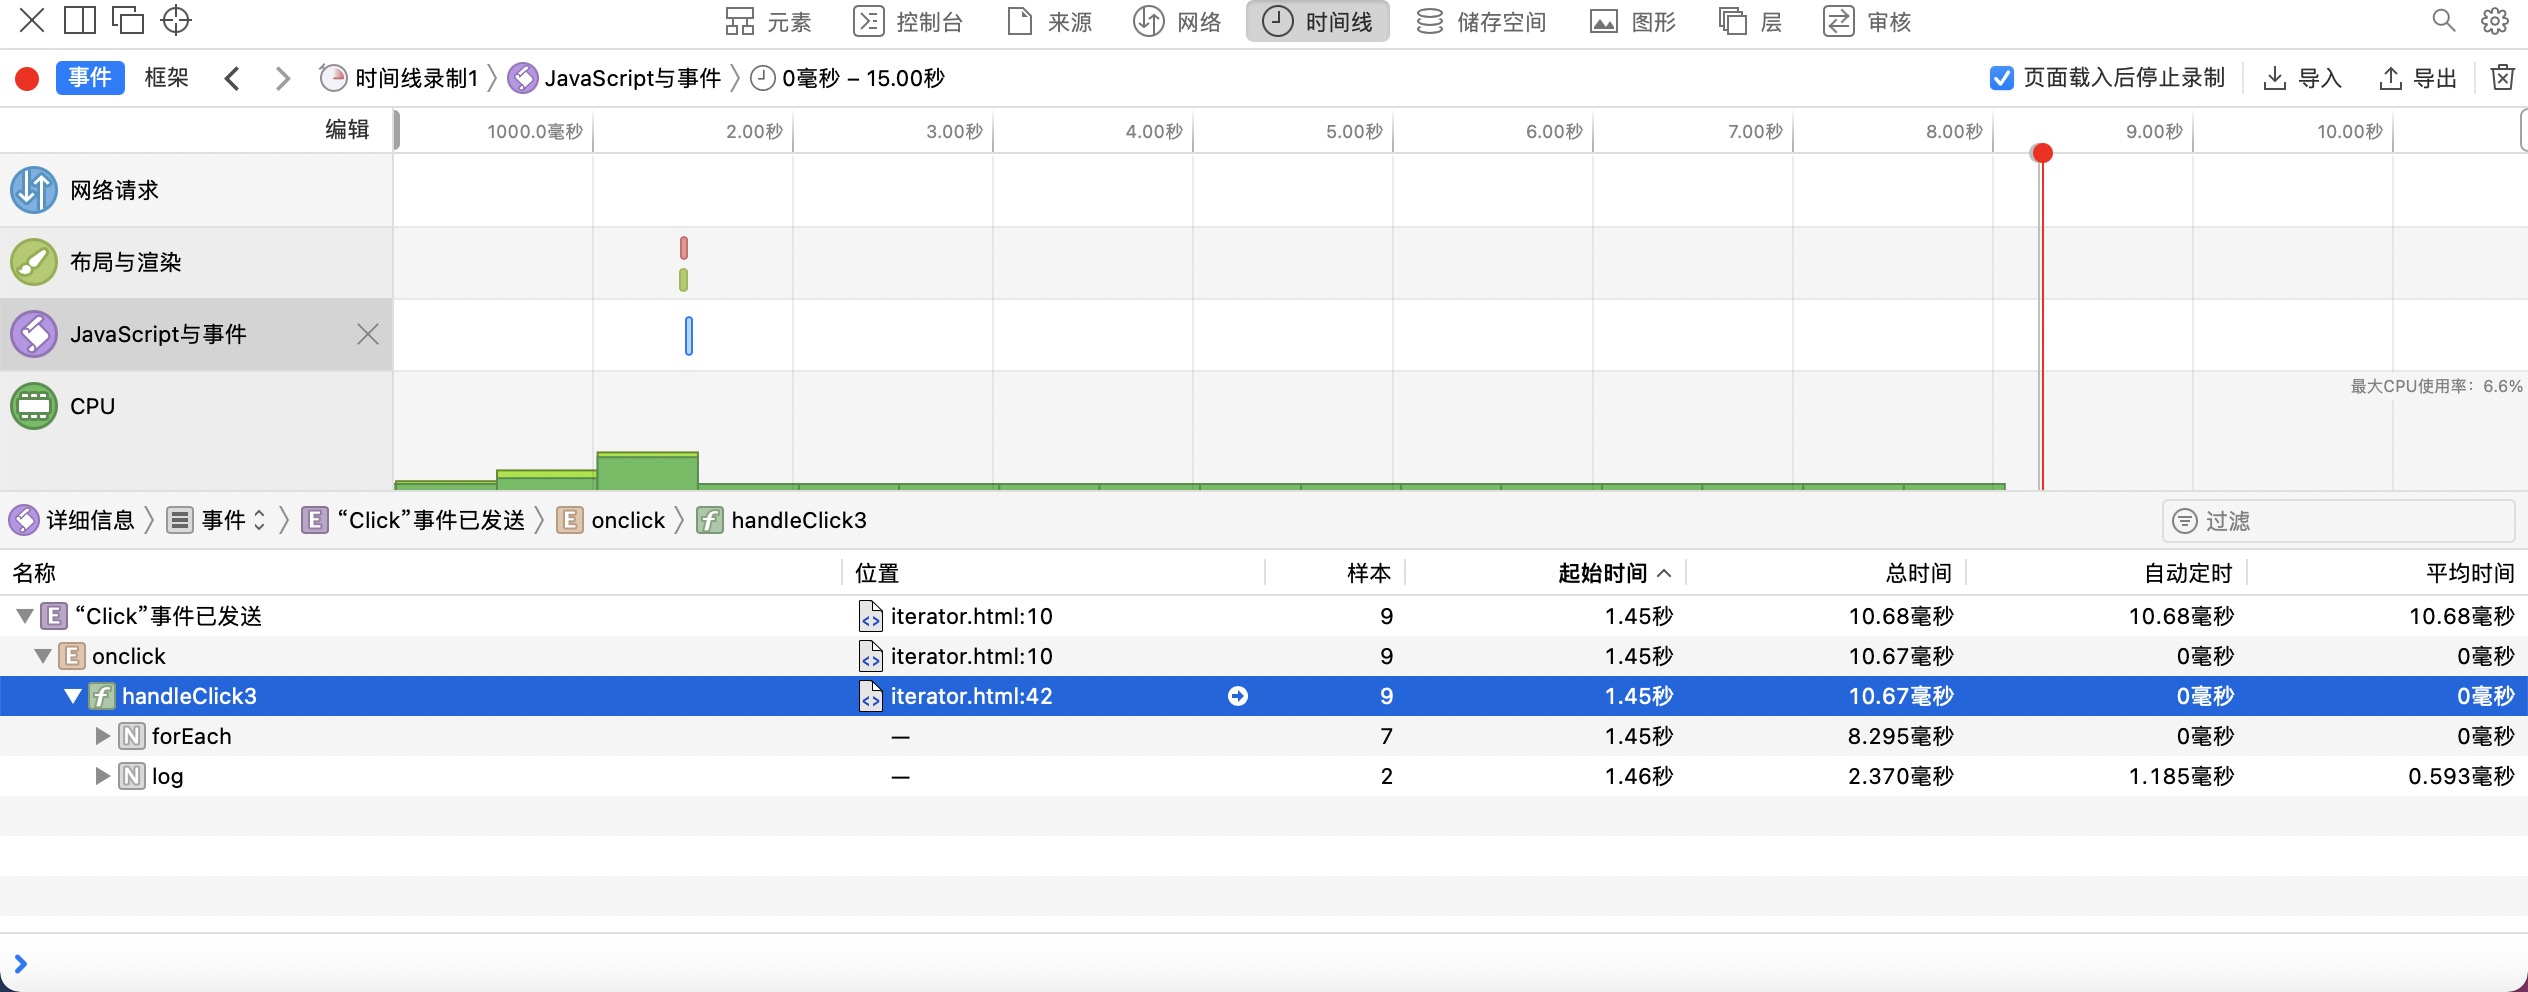 元素 控制台 来源 网络 时间线 储存空间 图形 层 审核
事件 框架 时间线录制1 JavaScript与事件 0毫秒 – 15.00秒 页面载入后停止录制 导入 导出
编辑 1000.0毫秒 2.00秒 3.00秒 4.00秒 5.00秒 6.00秒 7.00秒 8.00秒 9.00秒 10.00秒
网络请求
布局与渲染
JavaScript与事件
最大CPU使用率：6.6%
CPU
详细信息 事件 E “Click”事件已发送 E onclick f handleClick3 过滤
名称 位置 样本 起始时间 总时间 自动定时 平均时间
E “Click”事件已发送 iterator.html:10 9 1.45秒 10.68毫秒 10.68毫秒 10.68毫秒
E onclick iterator.html:10 9 1.45秒 10.67毫秒 0毫秒 0毫秒
f handleClick3 iterator.html:42 9 1.45秒 10.67毫秒 0毫秒 0毫秒
N forEach — 7 1.45秒 8.295毫秒 0毫秒 0毫秒
N log — 2 1.46秒 2.370毫秒 1.185毫秒 0.593毫秒